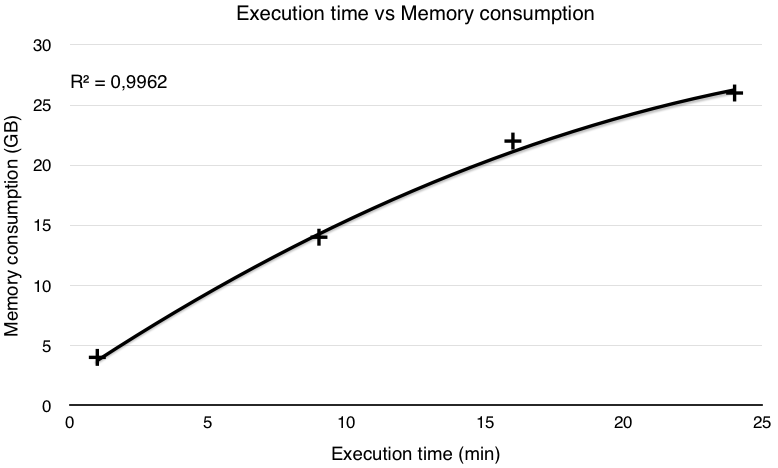 Execution time vs Memory consumption
R² = 0,9962
Memory consumption (GB)
30
25
20
15
10
5
0
0 5 10 15 20 25
Execution time (min)